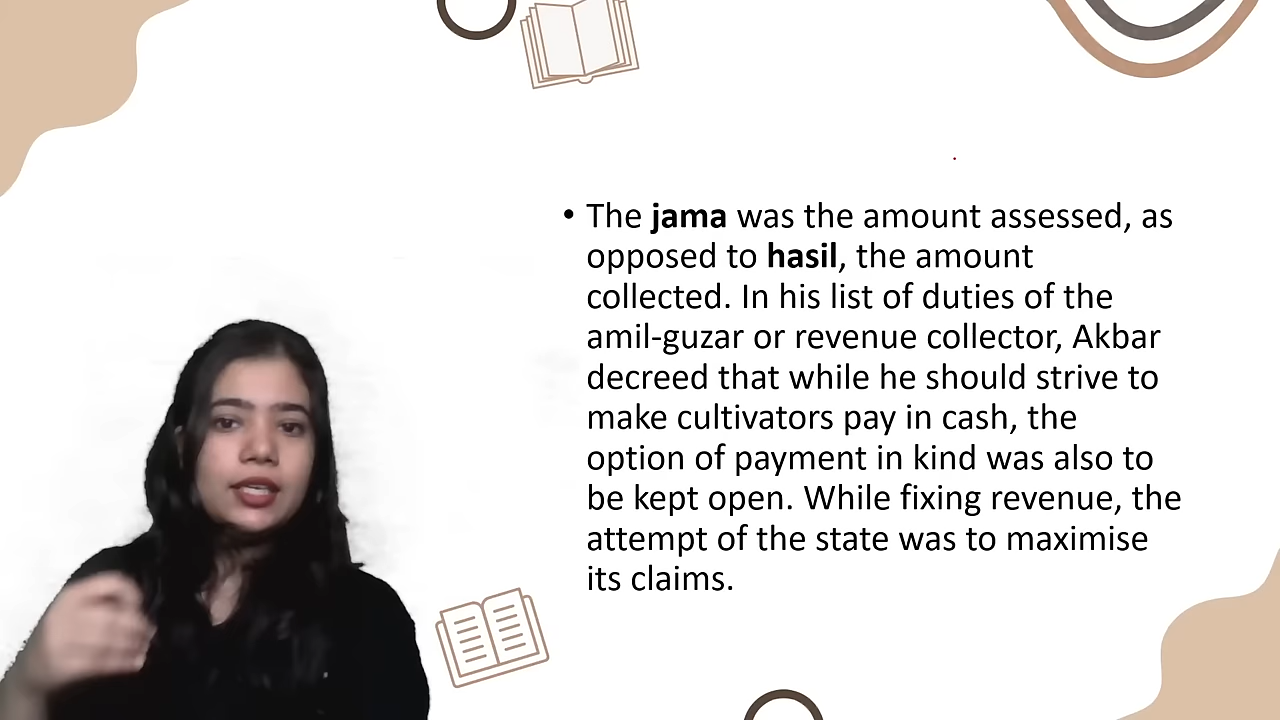 • The jama was the amount assessed, as
opposed to hasil, the amount
collected. In his list of duties of the
amil-guzar or revenue collector, Akbar
decreed that while he should strive to
make cultivators pay in cash, the
option of payment in kind was also to
be kept open. While fixing revenue, the
attempt of the state was to maximise
its claims.